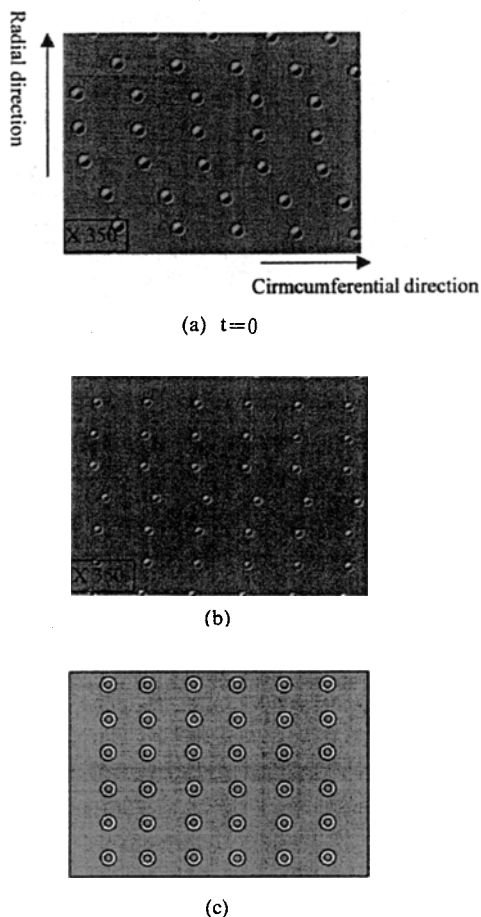 Radial direction
X 350
Cirmcumferential direction
(a) t=0
X 350
(b)
(c)